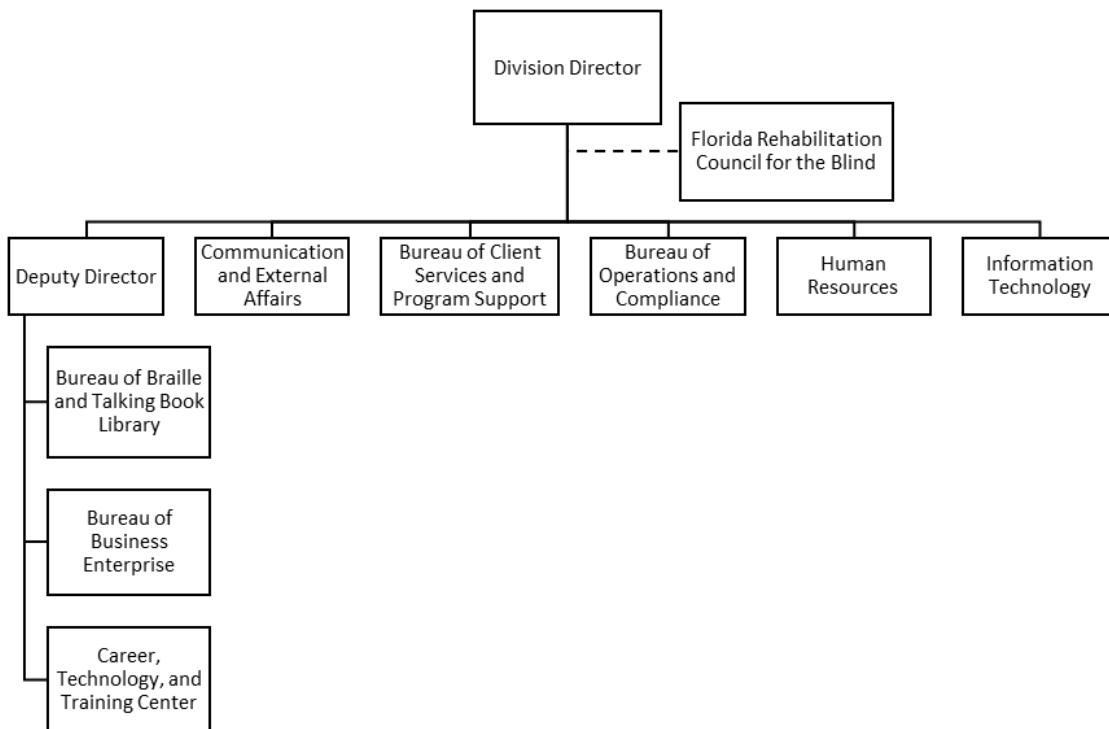 Division Director
Florida Rehabilitation
Council for the Blind
Deputy Director
Communication
and External
Affairs
Bureau of Client
Services and
Program Support
Bureau of
Operations and
Compliance
Human
Resources
Information
Technology
Bureau of Braille
and Talking Book
Library
Bureau of
Business
Enterprise
Career,
Technology, and
Training Center